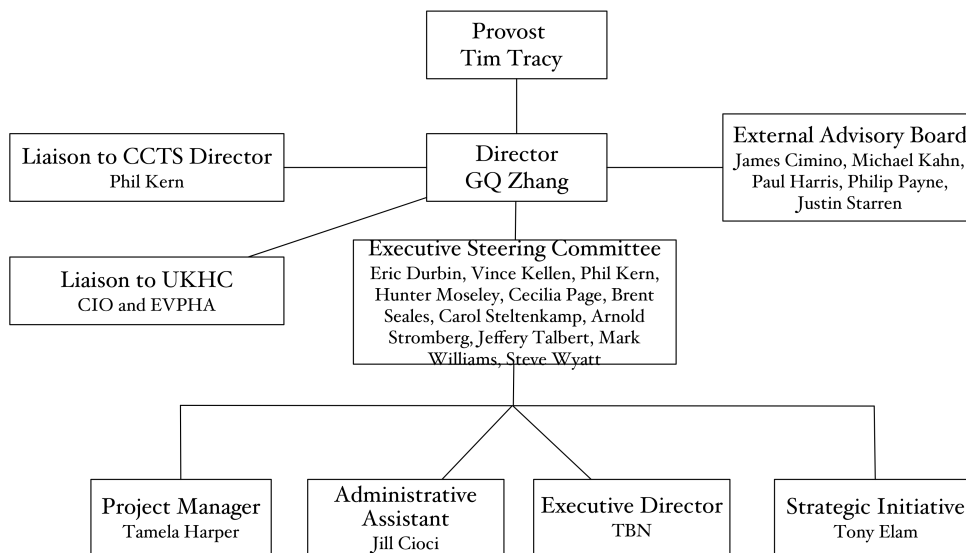 Provost
Tim Tracy
Liaison to CCTS Director
Phil Kern
Director
GQ Zhang
External Advisory Board
James Cimino, Michael Kahn,
Paul Harris, Philip Payne,
Justin Starren
Liaison to UKHC
CIO and EVPHA
Executive Steering Committee
Eric Durbin, Vince Kellen, Phil Kern,
Hunter Moseley, Cecilia Page, Brent
Seales, Carol Steltenkamp, Arnold
Stromberg, Jeffery Talbert, Mark
Williams, Steve Wyatt
Project Manager
Tamela Harper
Administrative
Assistant
Jill Cioci
Executive Director
TBN
Strategic Initiative
Tony Elam